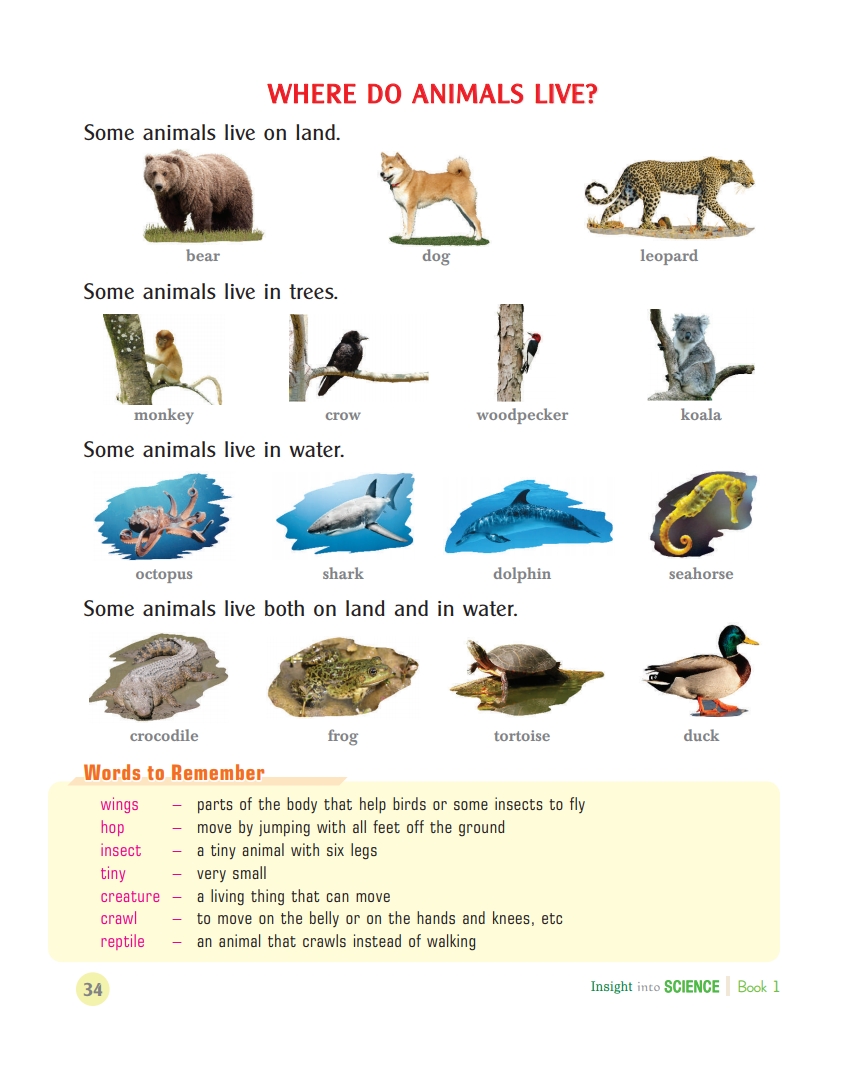 WHERE DO ANIMALS LIVE?
Some animals live on land.
bear dog leopard
Some animals live in trees.
monkey crow woodpecker koala
Some animals live in water.
octopus shark dolphin seahorse
Some animals live both on land and in water.
crocodile frog tortoise duck
Words to Remember
wings – parts of the body that help birds or some insects to fly
hop – move by jumping with all feet off the ground
insect – a tiny animal with six legs
tiny – very small
creature – a living thing that can move
crawl – to move on the belly or on the hands and knees, etc
reptile – an animal that crawls instead of walking
34 Insight into SCIENCE Book 1